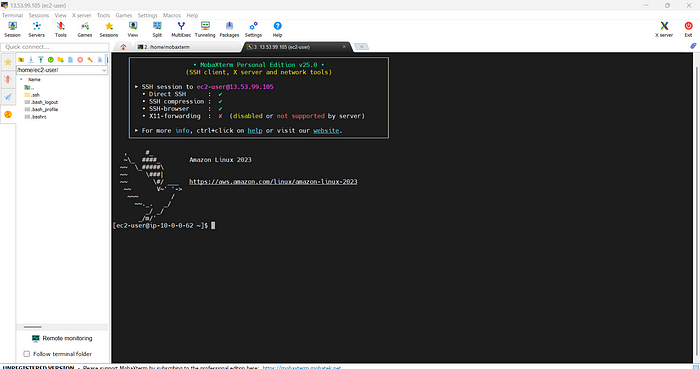 13.53.99.105 (ec2-user)
Terminal Sessions View X server Tools Games Settings Macros Help
Session Servers Tools Games Sessions View Split MultiExec Tunneling Packages Settings Help X server Exit
Quick connect...
2. /home/mobaxterm
3. 13.53.99.105 (ec2-user)
/home/ec2-user/
Name
..
.ssh
.bash_logout
.bash_profile
.bashrc
• MobaXterm Personal Edition v25.0 •
(SSH client, X server and network tools)
▸ SSH session to ec2-user@13.53.99.105
• Direct SSH : ✓
• SSH compression : ✓
• SSH-browser : ✓
• X11-forwarding : ✗ (disabled or not supported by server)
▸ For more info, ctrl+click on help or visit our website.
Amazon Linux 2023
https://aws.amazon.com/linux/amazon-linux-2023
[ec2-user@ip-10-0-0-62 ~]$
Remote monitoring
Follow terminal folder
UNREGISTERED VERSION - Please support MobaXterm by subscribing to the professional edition here: https://mobaxterm.mobatek.net